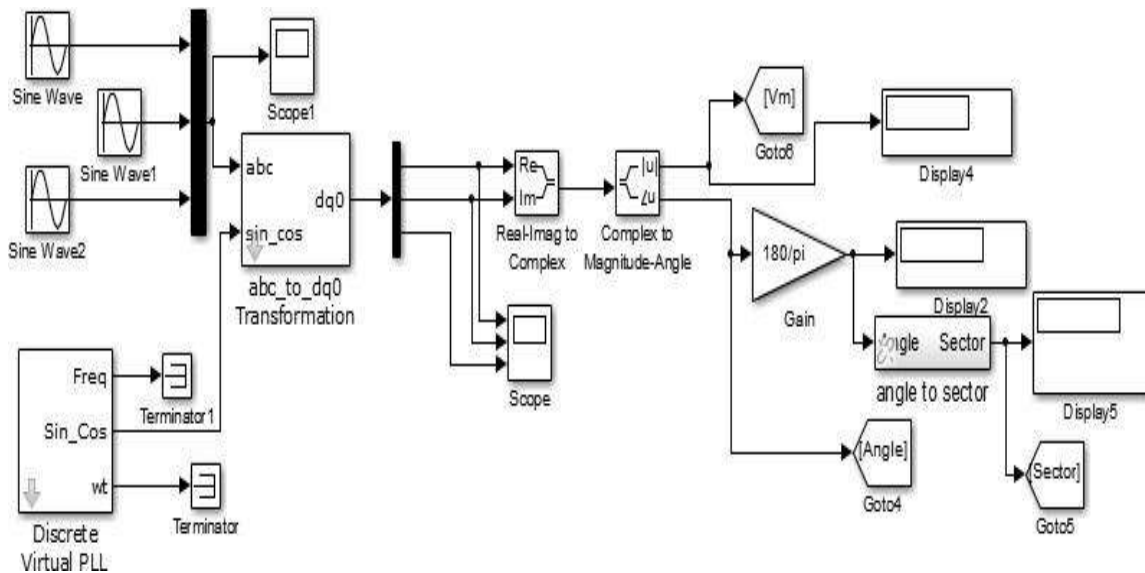 Sine Wave
Sine Wave1
Sine Wave2
Scope1
abc
sin_cos
dq0
abc_to_dq0
Transformation
Freq
Sin_Cos
wt
Discrete
Virtual PLL
Terminator1
Terminator
Re
Im
Real-Imag to
Complex
|u|
∠u
Complex to
Magnitude-Angle
Scope
[Vm]
Goto6
Display4
180/pi
Gain
Display2
Sector
angle to sector
Display5
[Angle]
Goto4
[Sector]
Goto5